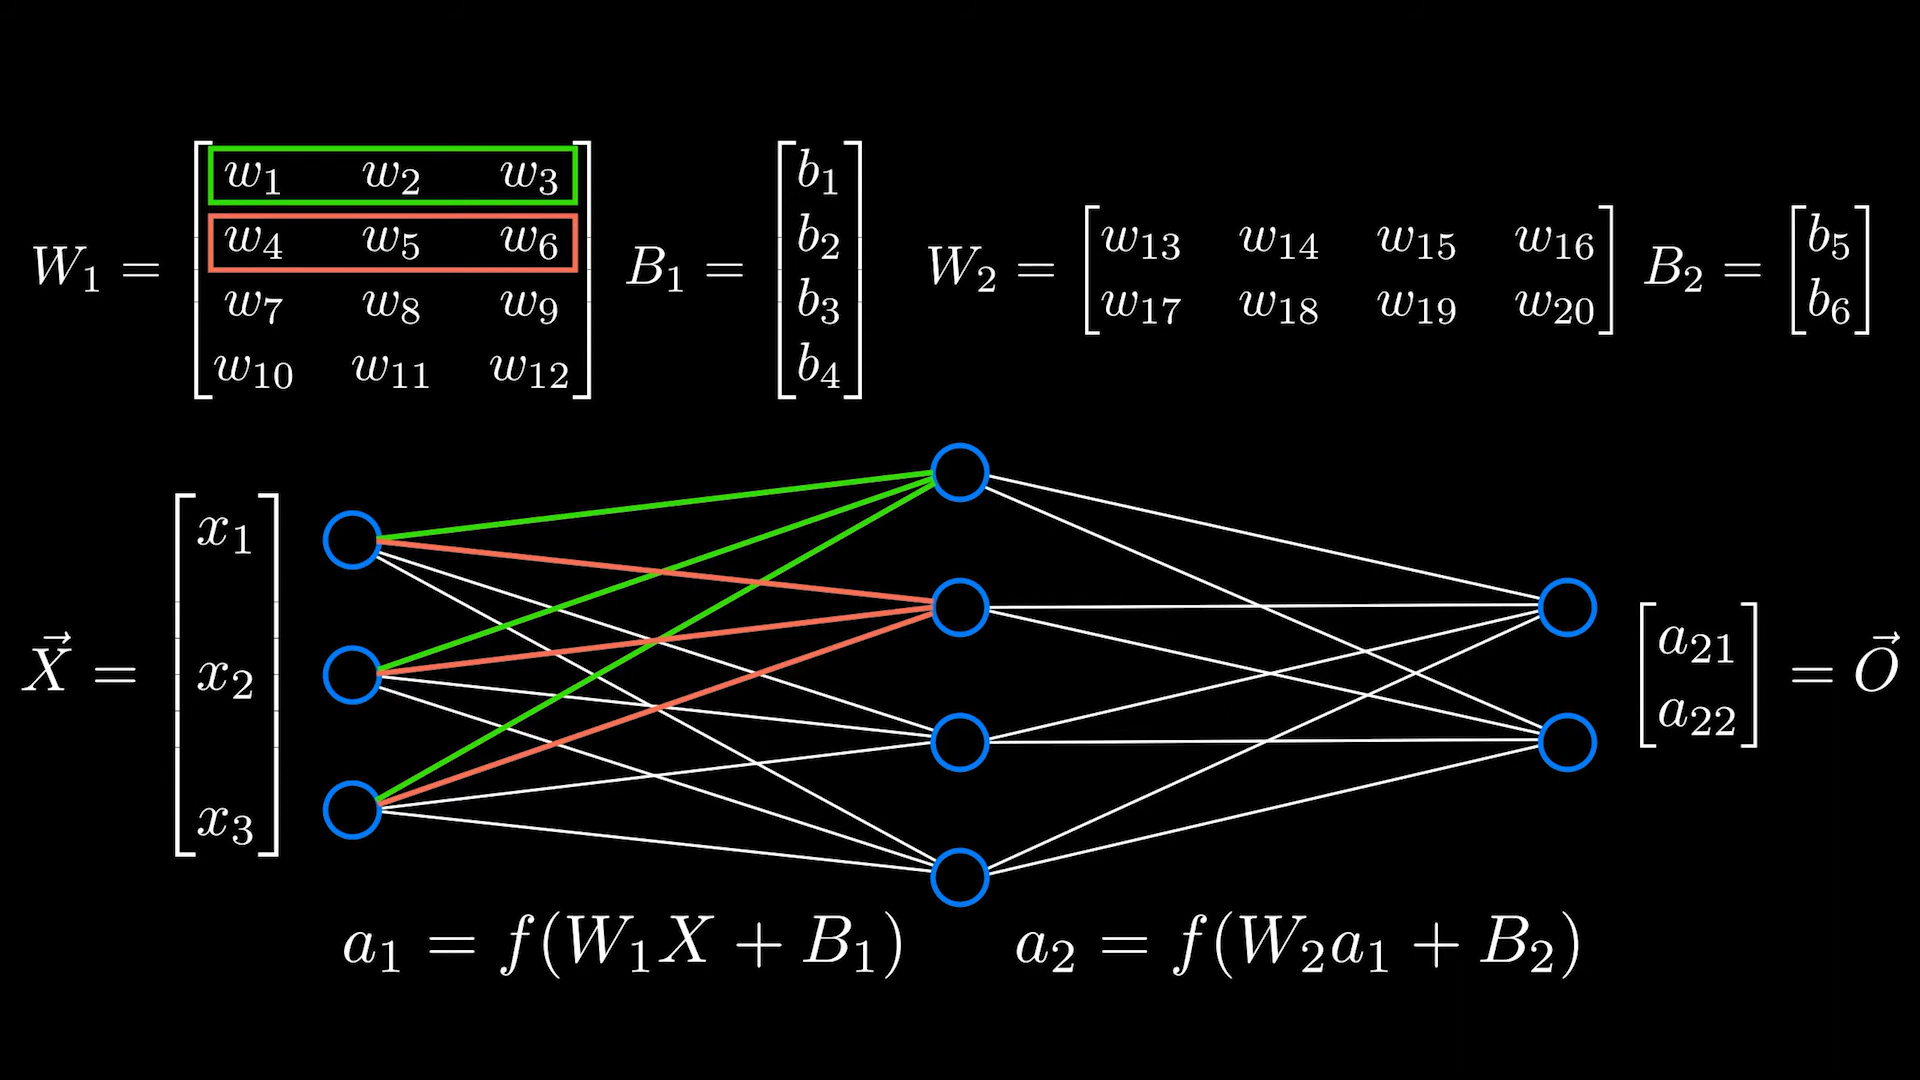 W₁ = [w₁ w₂ w₃
w₄ w₅ w₆
w₇ w₈ w₉
w₁₀ w₁₁ w₁₂]
B₁ = [b₁
b₂
b₃
b₄]
W₂ = [w₁₃ w₁₄ w₁₅ w₁₆
w₁₇ w₁₈ w₁₉ w₂₀]
B₂ = [b₅
b₆]
X⃗ = [x₁
x₂
x₃]
[a₂₁
a₂₂] = O⃗
a₁ = f(W₁X + B₁)
a₂ = f(W₂a₁ + B₂)